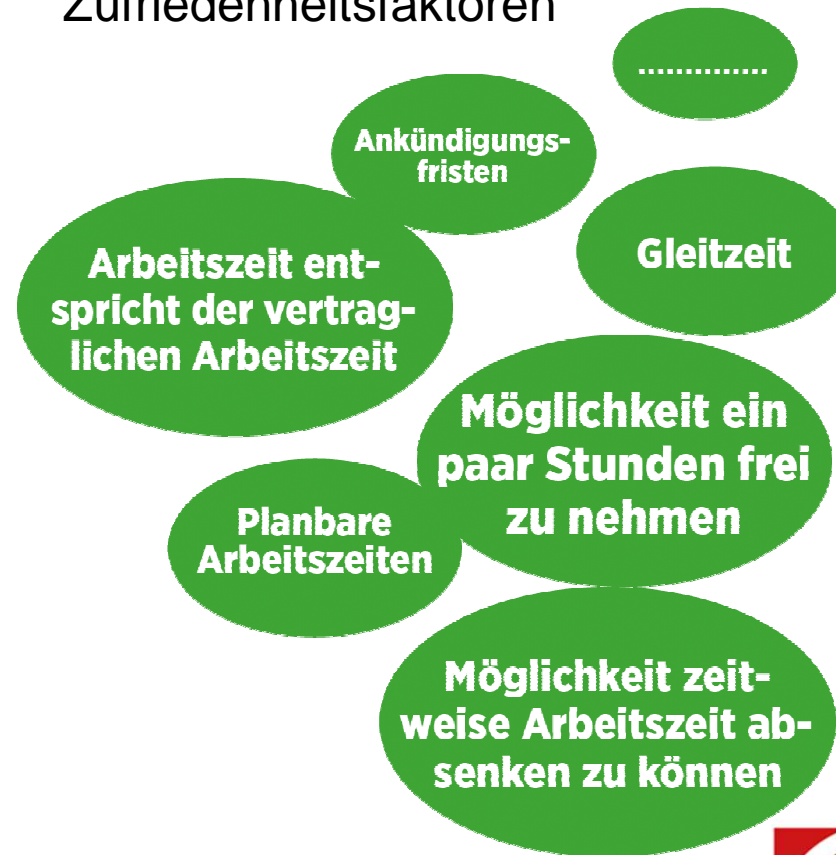 Zufriedenheitsfaktoren
..............
Ankündigungs-
fristen
Gleitzeit
Arbeitszeit ent-
spricht der vertrag-
lichen Arbeitszeit
Möglichkeit ein
paar Stunden frei
zu nehmen
Planbare
Arbeitszeiten
Möglichkeit zeit-
weise Arbeitszeit ab-
senken zu können